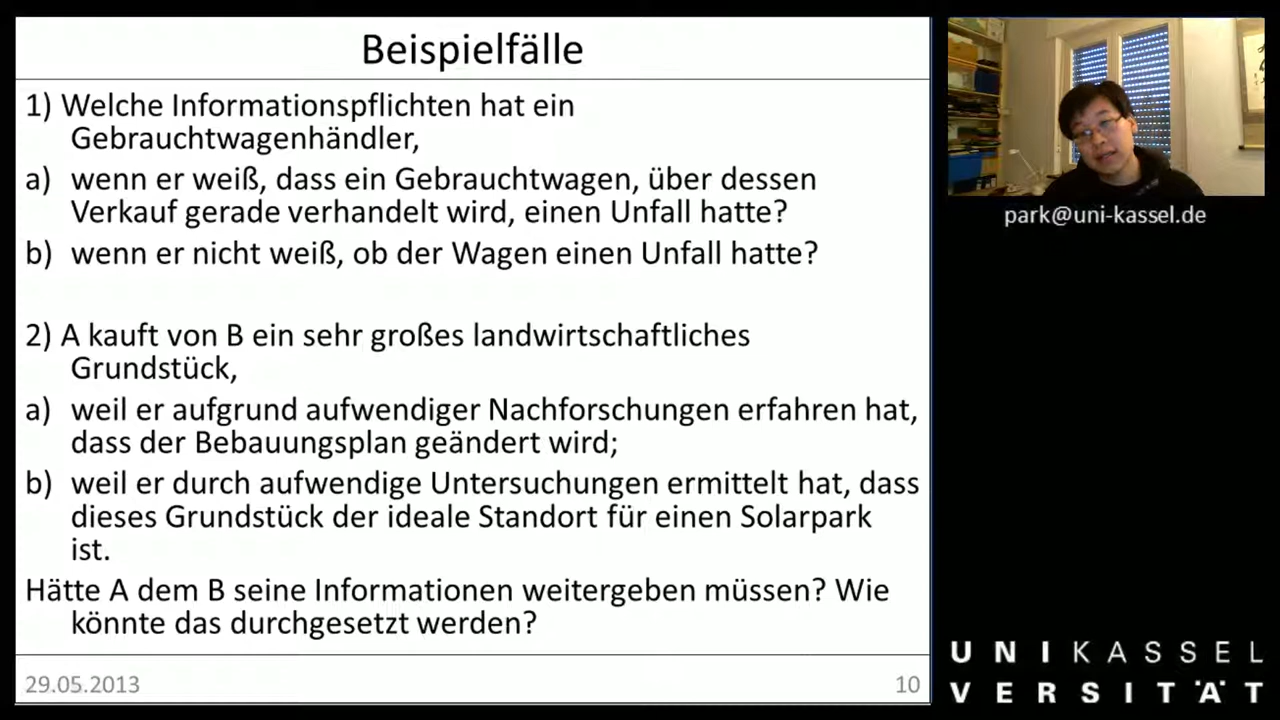 Beispielfälle
1) Welche Informationspflichten hat ein
Gebrauchtwagenhändler,
a) wenn er weiß, dass ein Gebrauchtwagen, über dessen
Verkauf gerade verhandelt wird, einen Unfall hatte?
b) wenn er nicht weiß, ob der Wagen einen Unfall hatte?
2) A kauft von B ein sehr großes landwirtschaftliches
Grundstück,
a) weil er aufgrund aufwendiger Nachforschungen erfahren hat,
dass der Bebauungsplan geändert wird;
b) weil er durch aufwendige Untersuchungen ermittelt hat, dass
dieses Grundstück der ideale Standort für einen Solarpark
ist.
Hätte A dem B seine Informationen weitergeben müssen? Wie
könnte das durchgesetzt werden?
29.05.2013
10
park@uni-kassel.de
UNIKASSEL
VERSITÄT